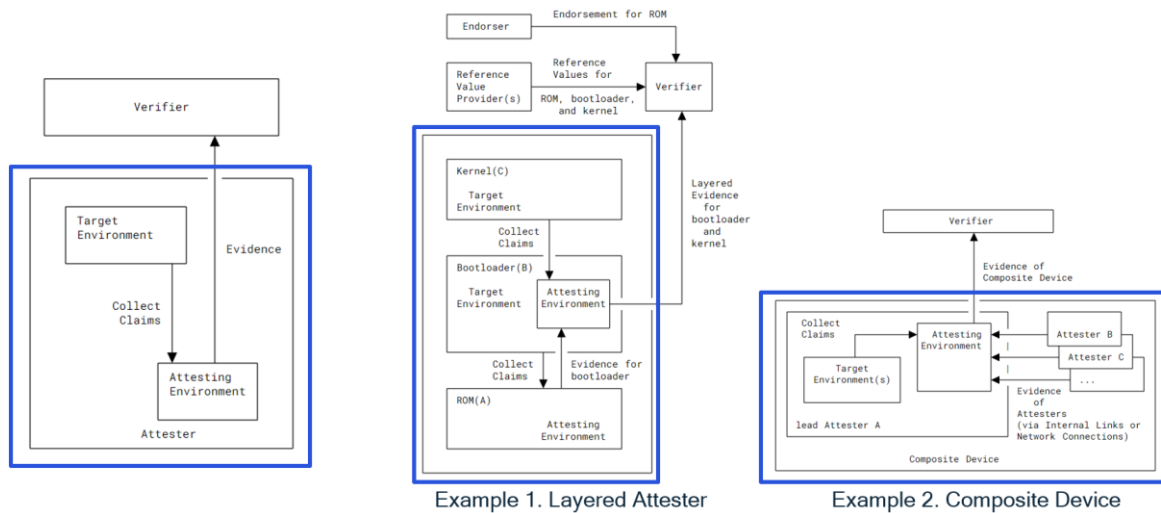 Verifier
Target
Environment
Evidence
Collect
Claims
Attesting
Environment
Attester
Endorser
Endorsement for ROM
Reference
Value
Provider(s)
Reference
Values for
ROM, bootloader,
and kernel
Verifier
Kernel(C)
Target
Environment
Collect
Claims
Layered
Evidence
for
bootloader
and
kernel
Bootloader(B)
Target
Environment
Attesting
Environment
Collect
Claims
Evidence for
bootloader
ROM(A)
Attesting
Environment
Example 1. Layered Attester
Verifier
Evidence of
Composite Device
Collect
Claims
Attesting
Environment
Attester B
Attester C
...
Target
Environment(s)
Evidence
of
Attesters
(via Internal Links or
Network Connections)
lead Attester A
Composite Device
Example 2. Composite Device